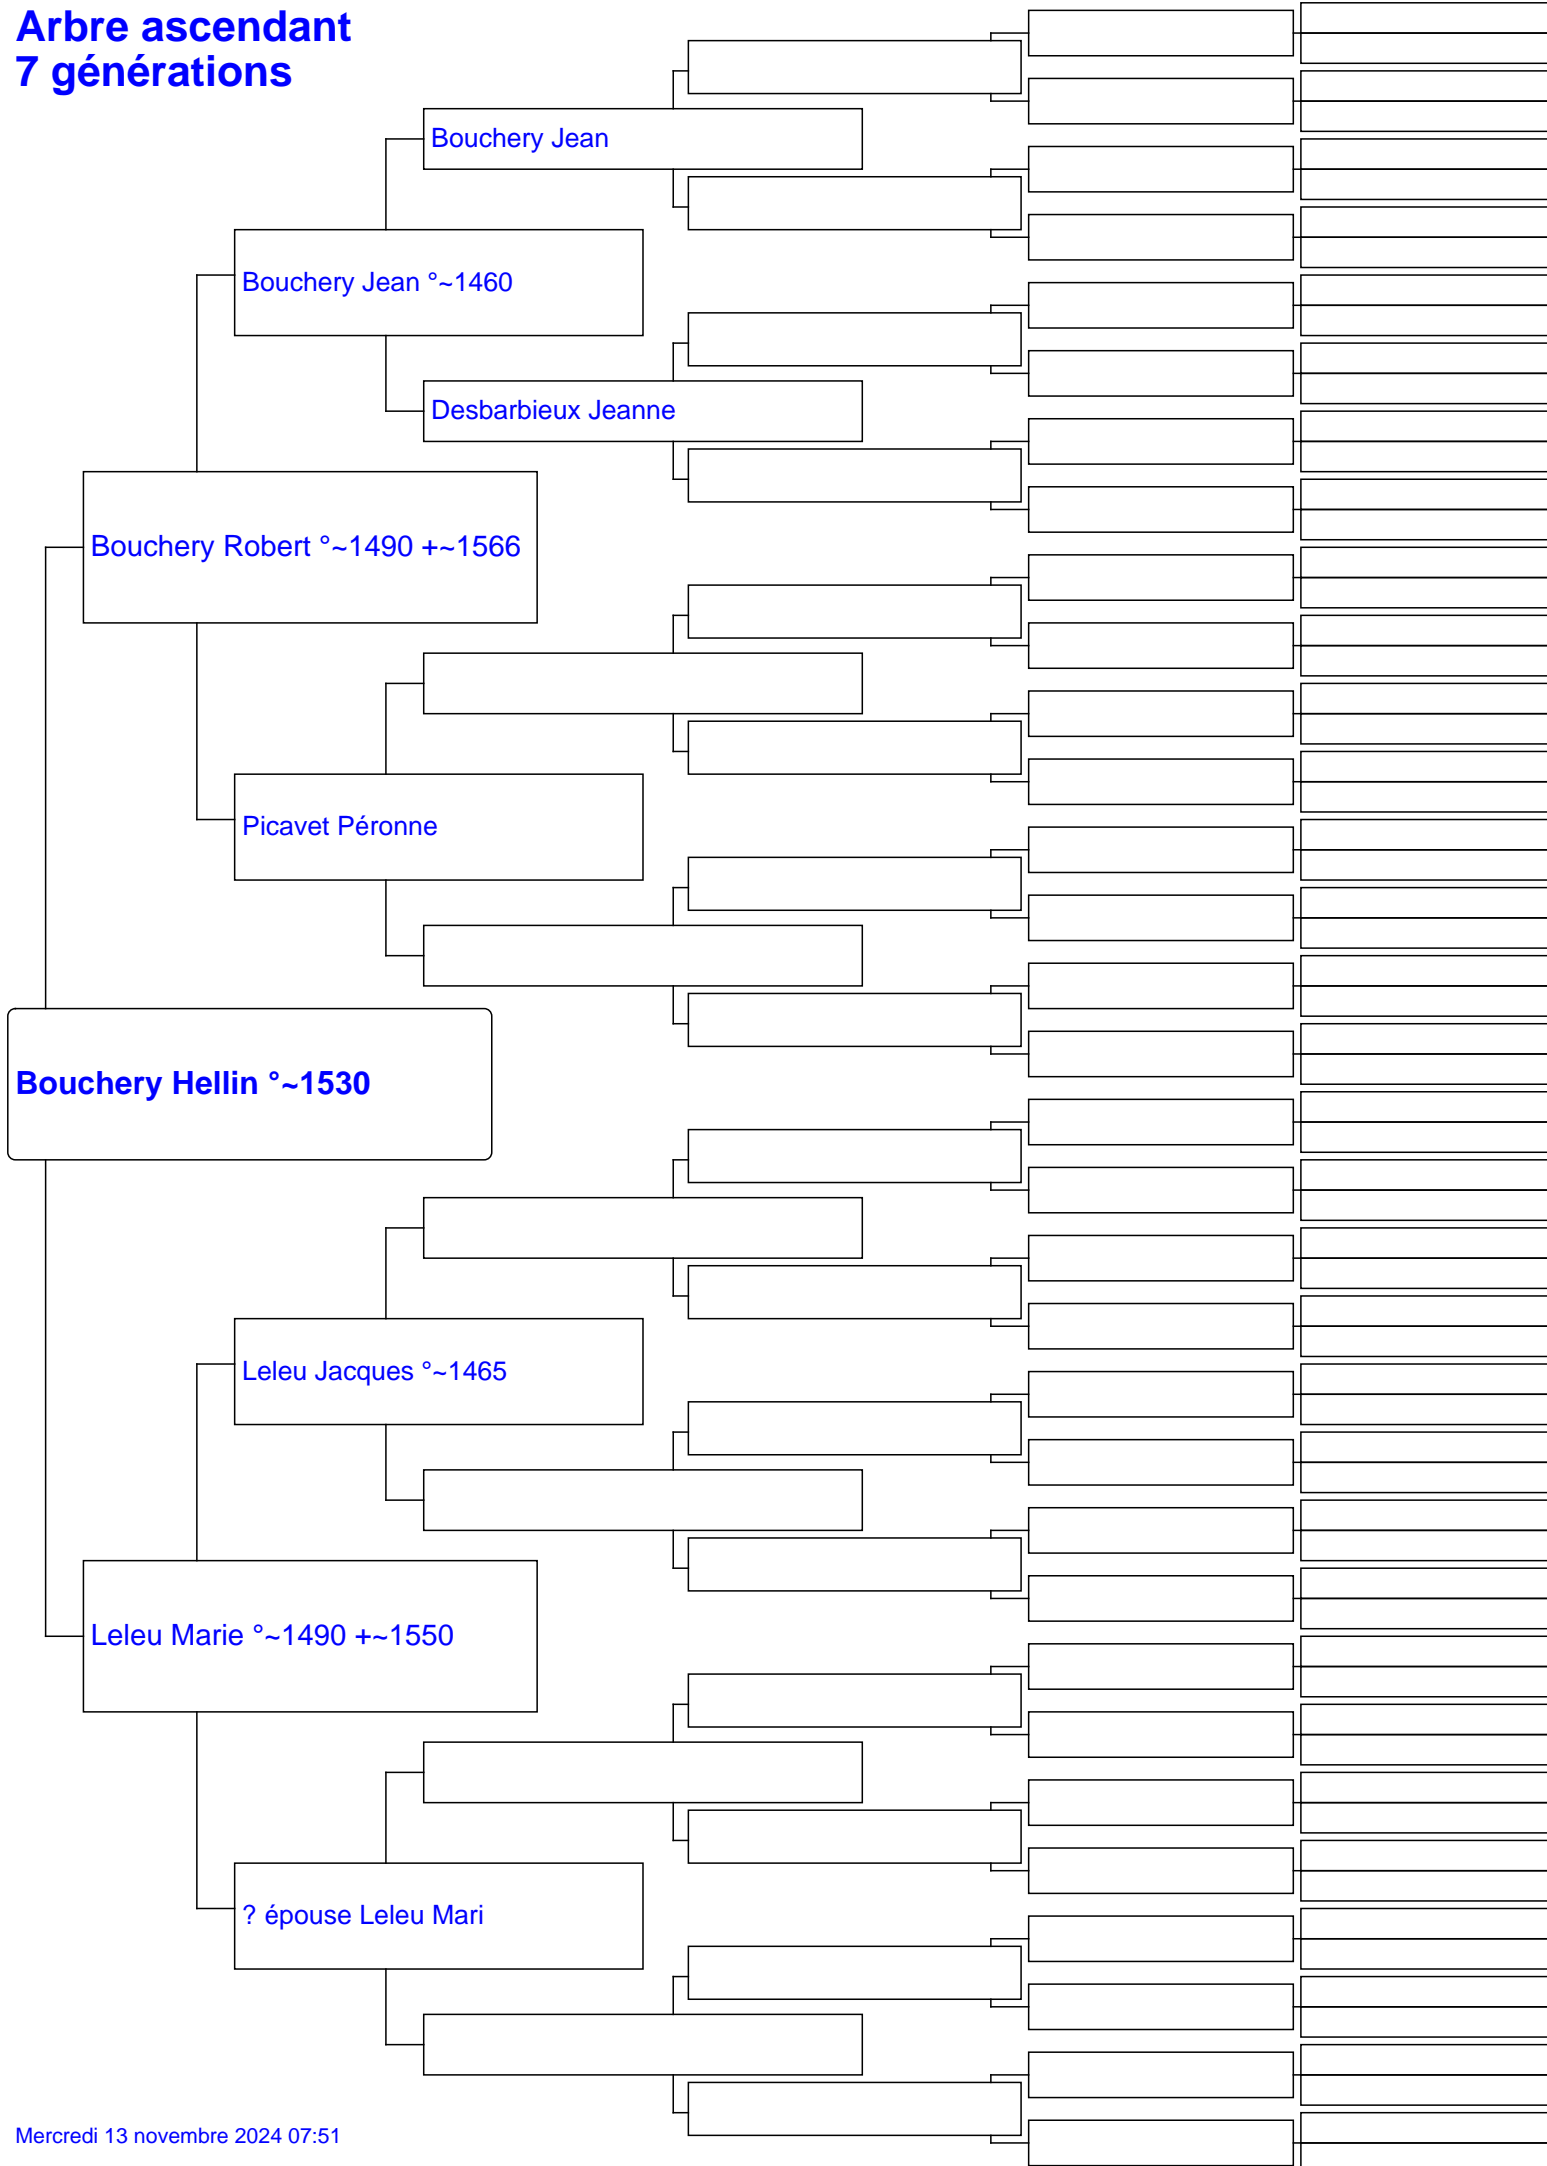 Arbre ascendant
7 générations
Bouchery Jean
Bouchery Jean °~1460
Desbarbieux Jeanne
Bouchery Robert °~1490 +~1566
Picavet Péronne
Bouchery Hellin °~1530
Leleu Jacques °~1465
Leleu Marie °~1490 +~1550
? épouse Leleu Mari
Mercredi 13 novembre 2024 07:51